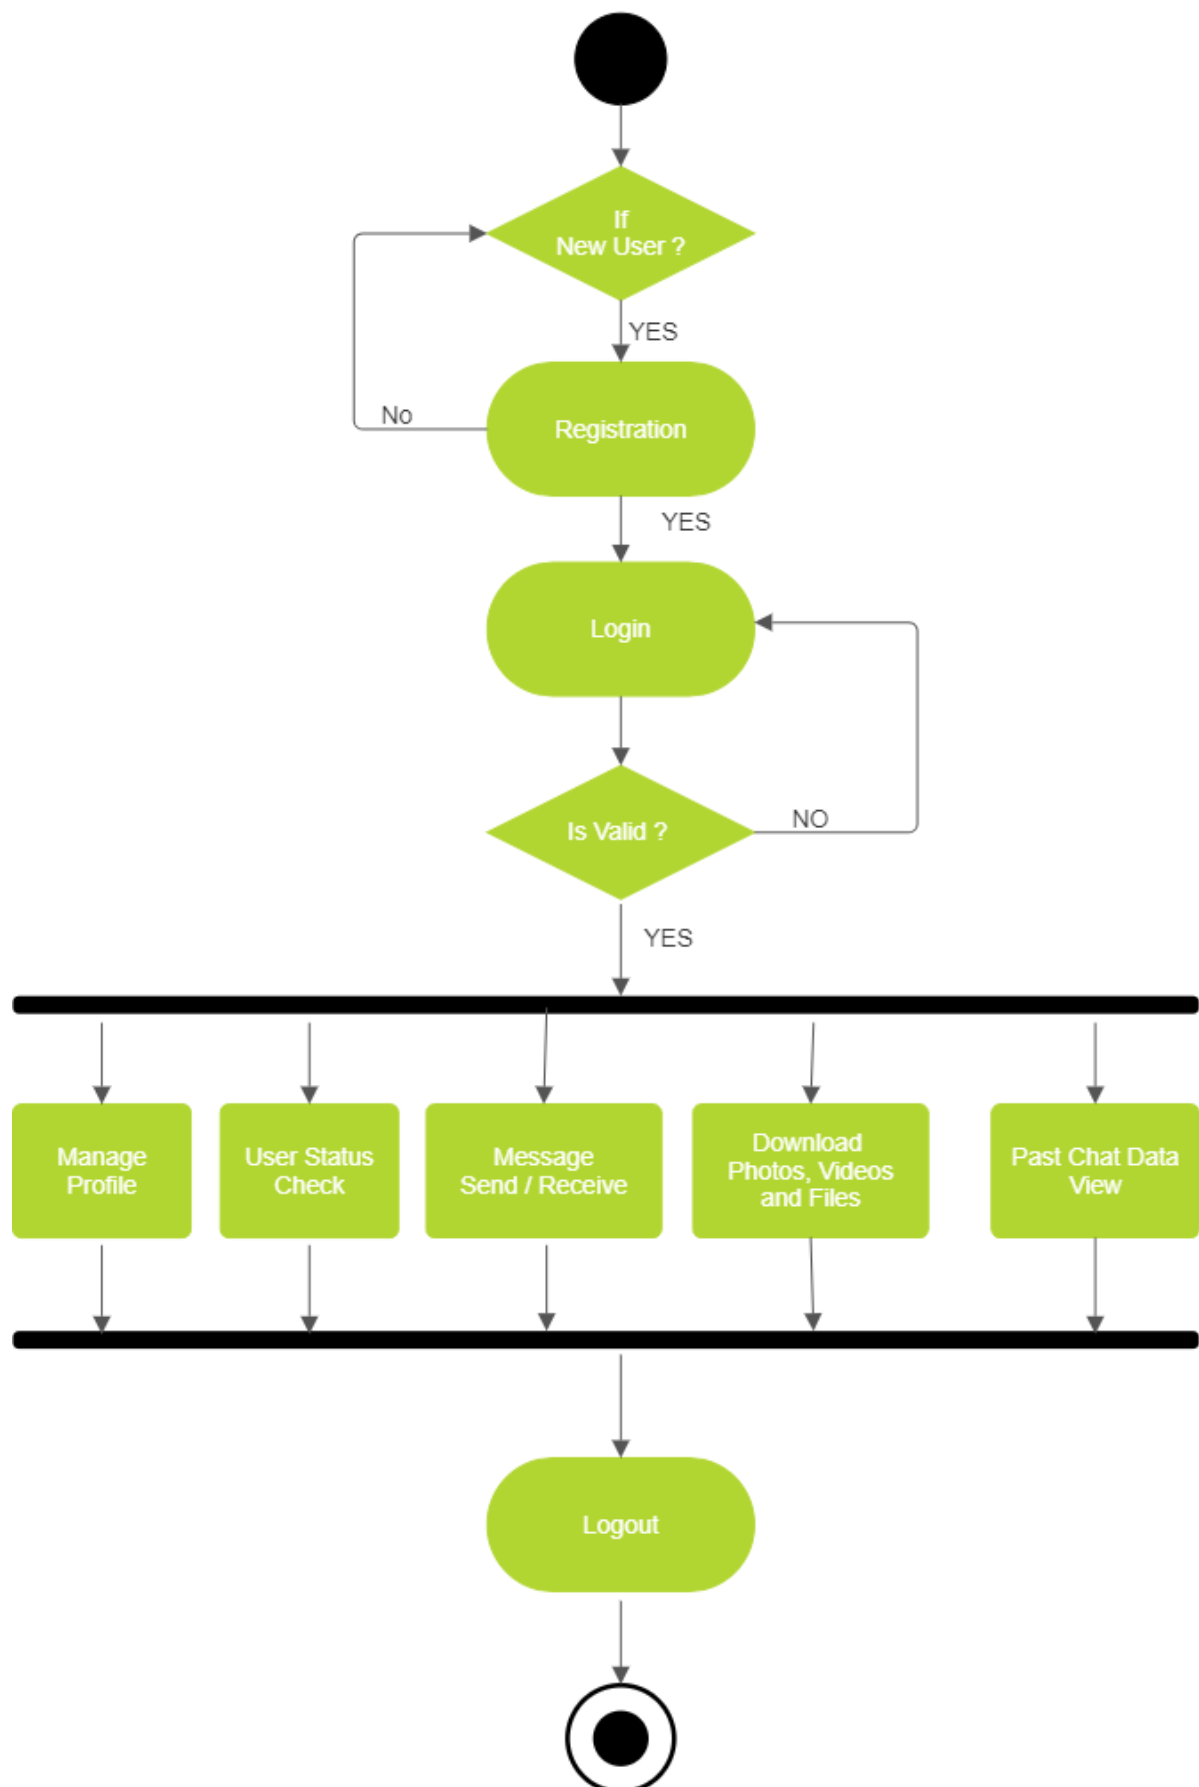 If
New User ?
YES
No
Registration
YES
Login
Is Valid ?
NO
YES
Manage
Profile
User Status
Check
Message
Send / Receive
Download
Photos, Videos
and Files
Past Chat Data
View
Logout